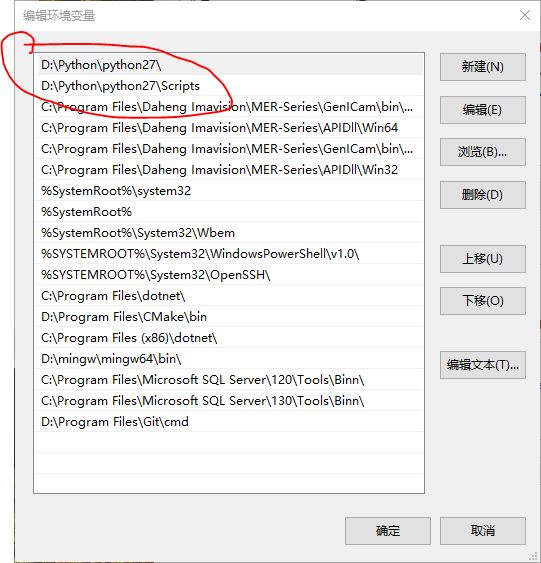 编辑环境变量
D:\Python\python27\
D:\Python\python27\Scripts
C:\Program Files\Daheng Imavision\MER-Series\GenICam\bin\...
C:\Program Files\Daheng Imavision\MER-Series\APIDll\Win64
C:\Program Files\Daheng Imavision\MER-Series\GenICam\bin\...
C:\Program Files\Daheng Imavision\MER-Series\APIDll\Win32
%SystemRoot%\system32
%SystemRoot%
%SystemRoot%\System32\Wbem
%SYSTEMROOT%\System32\WindowsPowerShell\v1.0\
%SYSTEMROOT%\System32\OpenSSH\
C:\Program Files\dotnet\
D:\Program Files\CMake\bin
C:\Program Files (x86)\dotnet\
D:\mingw\mingw64\bin\
C:\Program Files\Microsoft SQL Server\120\Tools\Binn\
C:\Program Files\Microsoft SQL Server\130\Tools\Binn\
D:\Program Files\Git\cmd
新建(N)
编辑(E)
浏览(B)...
删除(D)
上移(U)
下移(O)
编辑文本(T)...
确定
取消